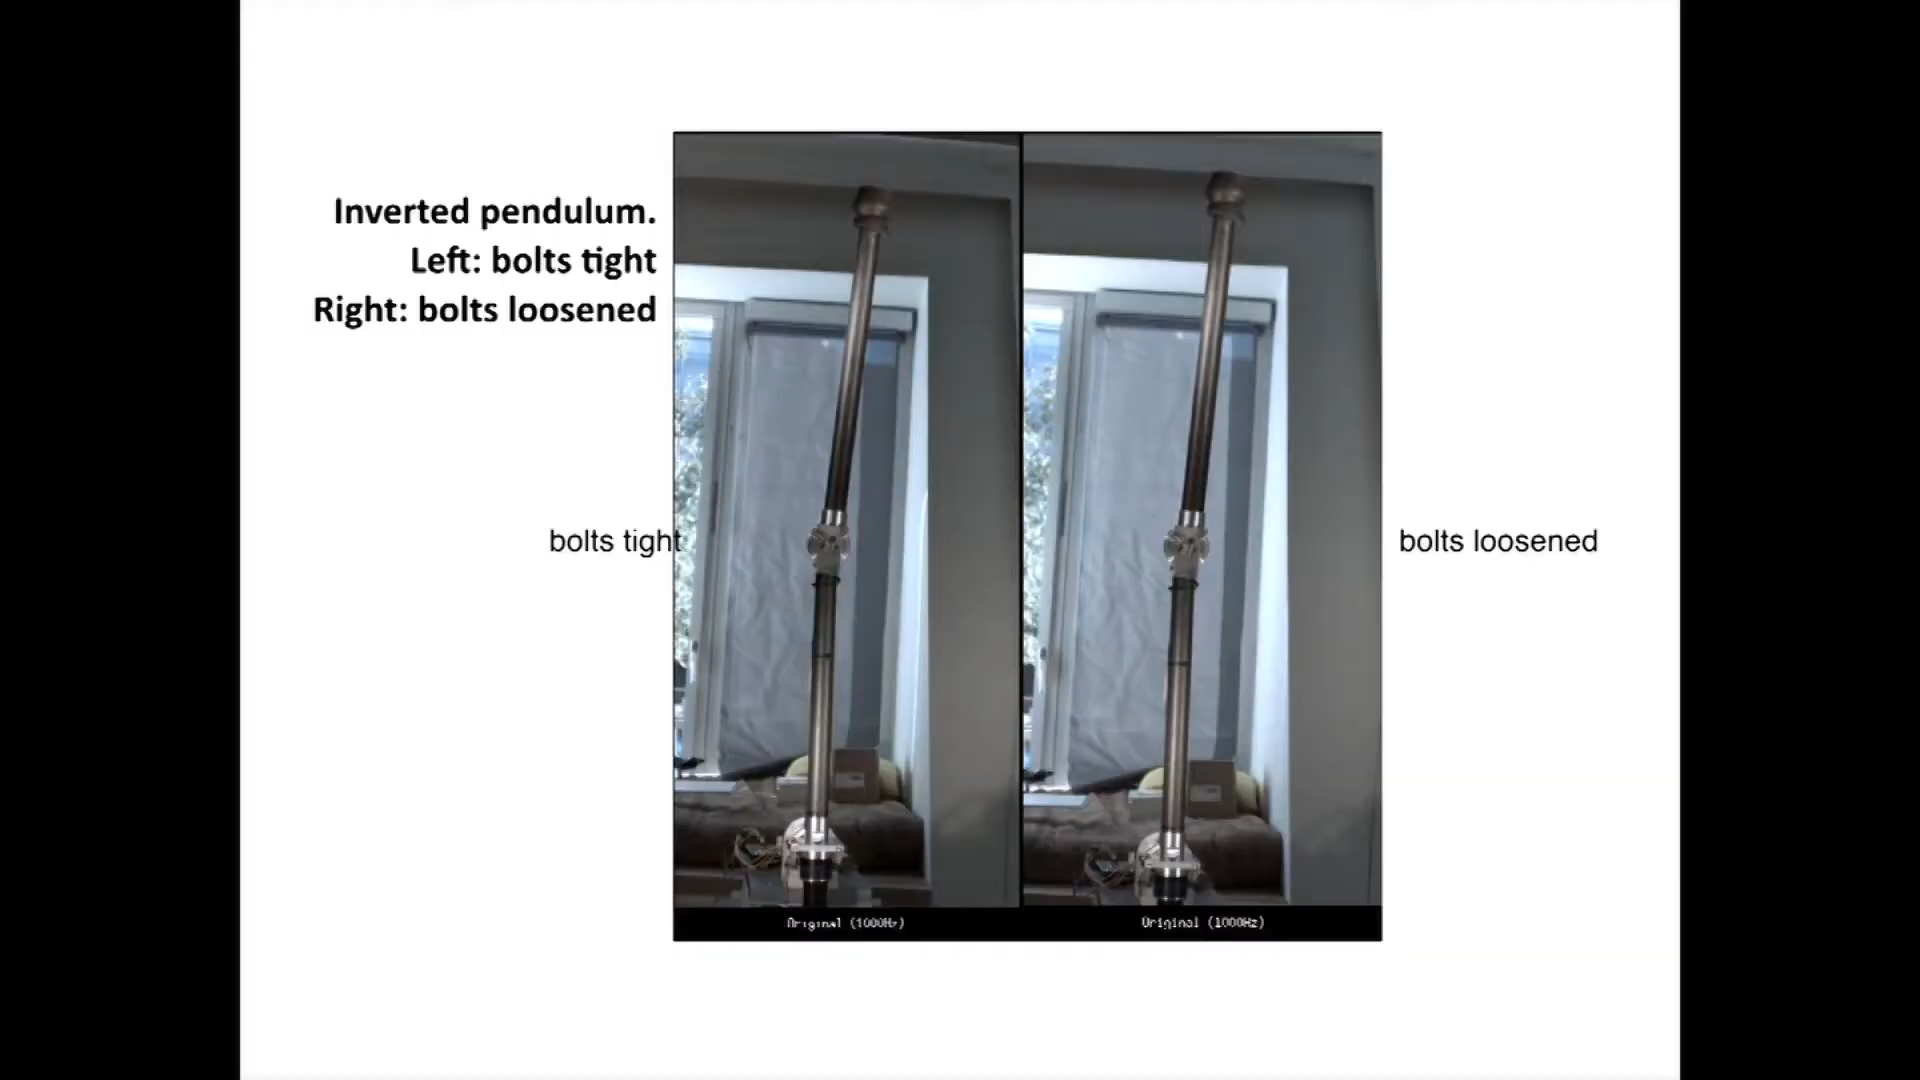 Inverted pendulum.
Left: bolts tight
Right: bolts loosened
bolts tight
bolts loosened
Original (1000Hz)
Original (1000Hz)